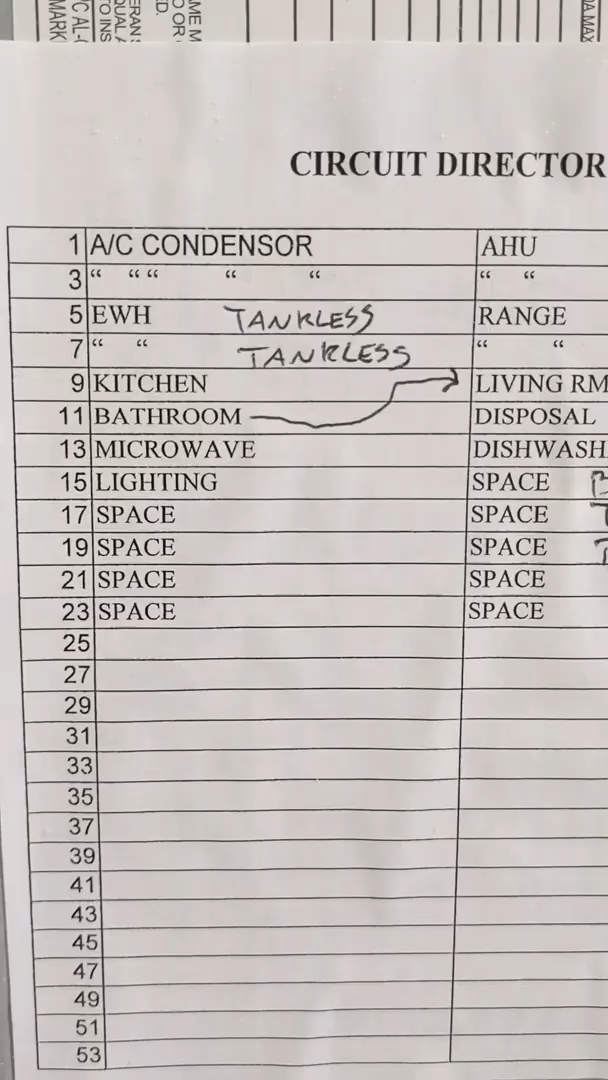 CIRCUIT DIRECTOR
1 A/C CONDENSOR AHU
3 “ “ “ “ “ “ “
5 EWH TANKLESS RANGE
7 “ “ TANKLESS “ “
9 KITCHEN LIVING RM
11 BATHROOM DISPOSAL
13 MICROWAVE DISHWASH
15 LIGHTING SPACE
17 SPACE SPACE
19 SPACE SPACE
21 SPACE SPACE
23 SPACE SPACE
25
27
29
31
33
35
37
39
41
43
45
47
49
51
53